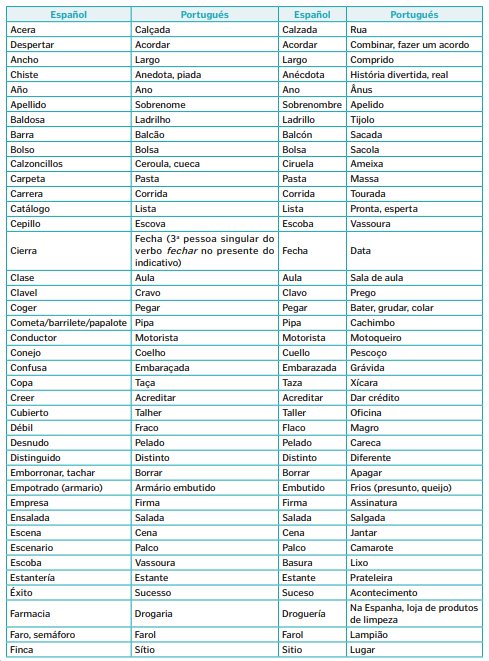 Español Portugués Español Portugués
Acera Calçada Calzada Rua
Despertar Acordar Acordar Combinar, fazer um acordo
Ancho Largo Largo Comprido
Chiste Anedota, piada Anécdota História divertida, real
Año Ano Ano Ânus
Apellido Sobrenome Sobrenombre Apelido
Baldosa Ladrilho Ladrillo Tijolo
Barra Balcão Balcón Sacada
Bolso Bolsa Bolsa Sacola
Calzoncillos Ceroula, cueca Ciruela Ameixa
Carpeta Pasta Pasta Massa
Carrera Corrida Corrida Tourada
Catálogo Lista Lista Pronta, esperta
Cepillo Escova Escoba Vassoura
Cierra Fecha (3ª pessoa singular do
verbo fechar no presente do
indicativo) Fecha Data
Clase Aula Aula Sala de aula
Clavel Cravo Clavo Prego
Coger Pegar Pegar Bater, grudar, colar
Cometa/barrilete/papalote Pipa Pipa Cachimbo
Conductor Motorista Motorista Motoqueiro
Conejo Coelho Cuello Pescoço
Confusa Embaraçada Embarazada Grávida
Copa Taça Taza Xícara
Creer Acreditar Acreditar Dar crédito
Cubierto Talher Taller Oficina
Débil Fraco Flaco Magro
Desnudo Pelado Pelado Careca
Distinguido Distinto Distinto Diferente
Emborronar, tachar Borrar Borrar Apagar
Empotrado (armario) Armário embutido Embutido Frios (presunto, queijo)
Empresa Firma Firma Assinatura
Ensalada Salada Salada Salgada
Escena Cena Cena Jantar
Escenario Palco Palco Camarote
Escoba Vassoura Basura Lixo
Estantería Estante Estante Prateleira
Éxito Sucesso Suceso Acontecimento
Farmacia Drogaria Droguería Na Espanha, loja de produtos
de limpeza
Faro, semáforo Farol Farol Lampião
Finca Sítio Sitio Lugar